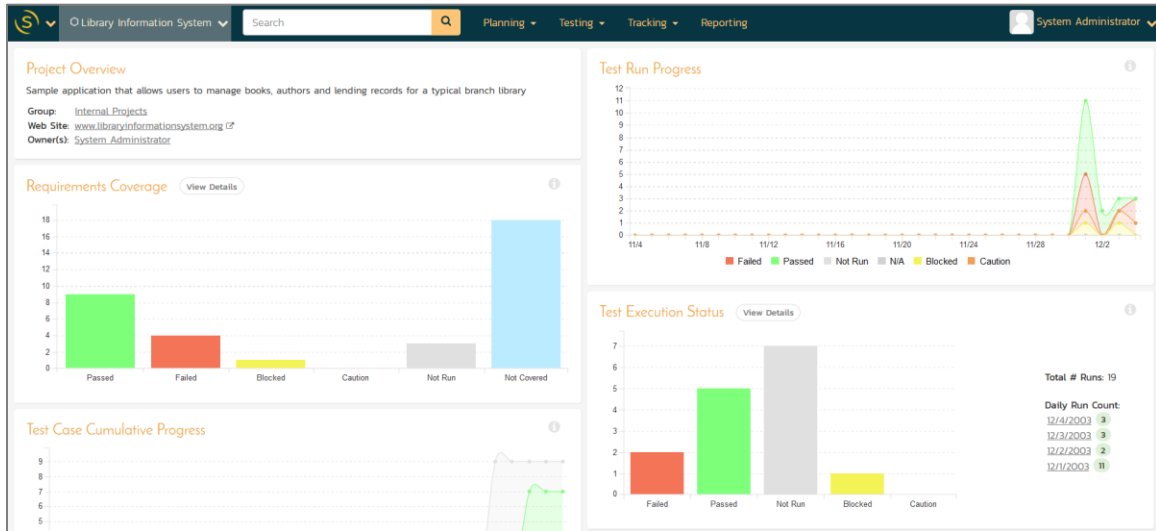 S
Library Information System
Search
Planning
Testing
Tracking
Reporting
System Administrator
Project Overview
Sample application that allows users to manage books, authors and lending records for a typical branch library
Group: Internal Projects
Web Site: www.libraryinformationsystem.org
Owner(s): System Administrator
Requirements Coverage
View Details
18
16
14
12
10
8
6
4
2
0
Passed Failed Blocked Caution Not Run Not Covered
Test Case Cumulative Progress
9
8
7
6
5
Test Run Progress
12
11
10
9
8
7
6
5
4
3
2
1
0
11/4 11/8 11/12 11/16 11/20 11/24 11/28 12/2
Failed Passed Not Run N/A Blocked Caution
Test Execution Status
View Details
7
6
5
4
3
2
1
0
Failed Passed Not Run Blocked Caution
Total # Runs: 19
Daily Run Count:
12/4/2003 3
12/3/2003 3
12/2/2003 2
12/1/2003 11